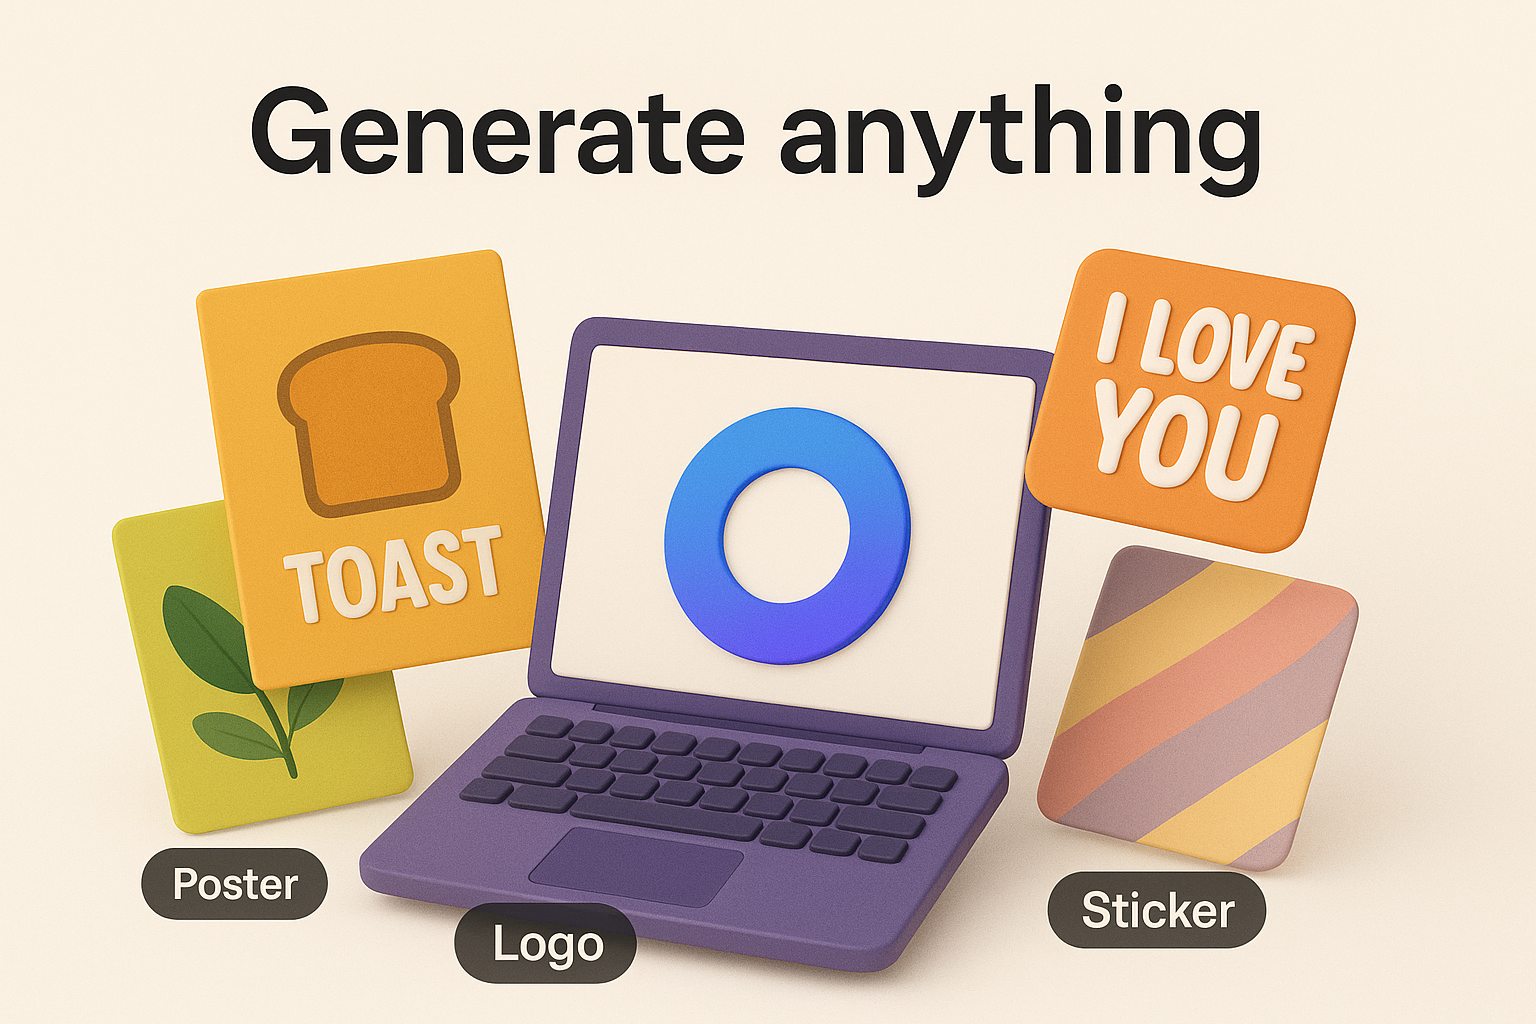 Generate anything
TOAST
I LOVE
YOU
Poster
Logo
Sticker